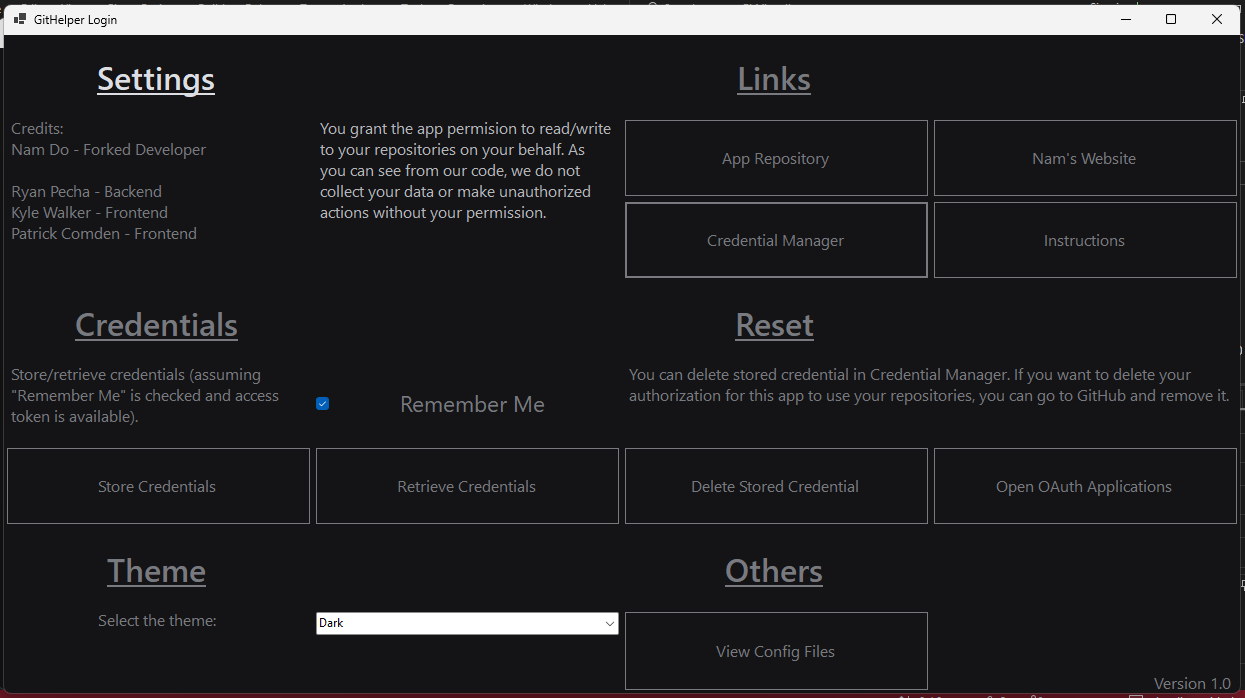 GitHelper Login
Settings
Links
Credits:
Nam Do - Forked Developer
Ryan Pecha - Backend
Kyle Walker - Frontend
Patrick Comden - Frontend
You grant the app permision to read/write
to your repositories on your behalf. As
you can see from our code, we do not
collect your data or make unauthorized
actions without your permission.
App Repository
Nam's Website
Credential Manager
Instructions
Credentials
Reset
Store/retrieve credentials (assuming
"Remember Me" is checked and access
token is available).
Remember Me
You can delete stored credential in Credential Manager. If you want to delete your
authorization for this app to use your repositories, you can go to GitHub and remove it.
Store Credentials
Retrieve Credentials
Delete Stored Credential
Open OAuth Applications
Theme
Others
Select the theme:
Dark
View Config Files
Version 1.0